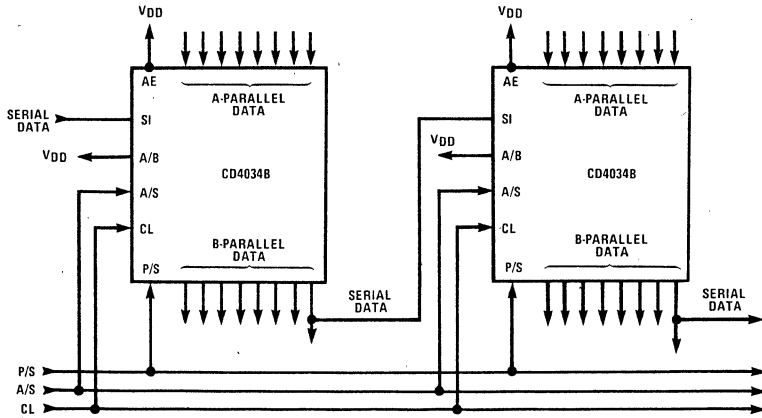 VDD
AE
A-PARALLEL
DATA
SERIAL
DATA
SI
VDD
A/B
CD4034B
A/S
CL
B-PARALLEL
DATA
P/S
SERIAL
DATA
VDD
AE
A-PARALLEL
DATA
SI
VDD
A/B
CD4034B
A/S
CL
B-PARALLEL
DATA
P/S
SERIAL
DATA
P/S
A/S
CL